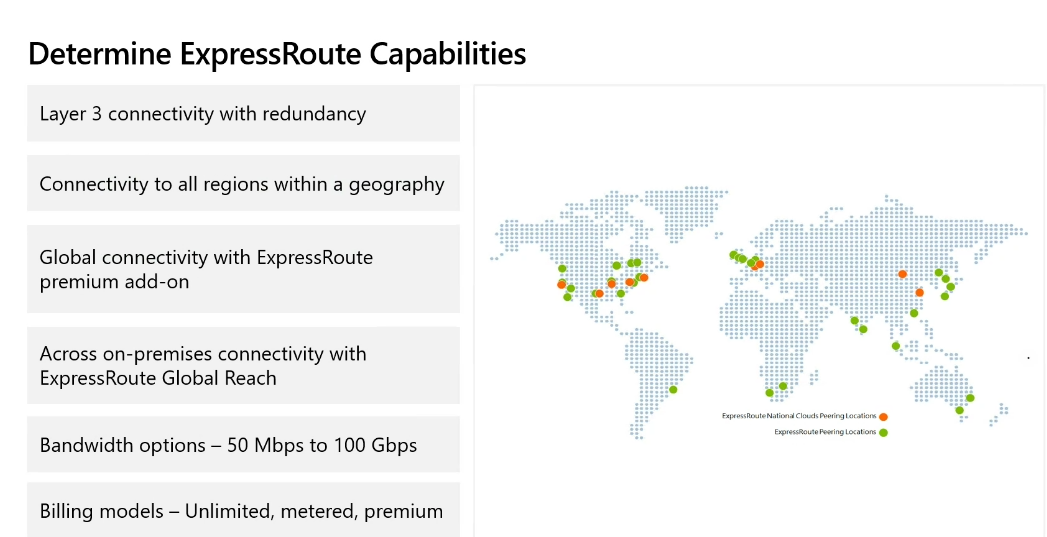 Determine ExpressRoute Capabilities
Layer 3 connectivity with redundancy
Connectivity to all regions within a geography
Global connectivity with ExpressRoute
premium add-on
Across on-premises connectivity with
ExpressRoute Global Reach
Bandwidth options – 50 Mbps to 100 Gbps
Billing models – Unlimited, metered, premium
ExpressRoute National Clouds Peering Locations
ExpressRoute Peering Locations